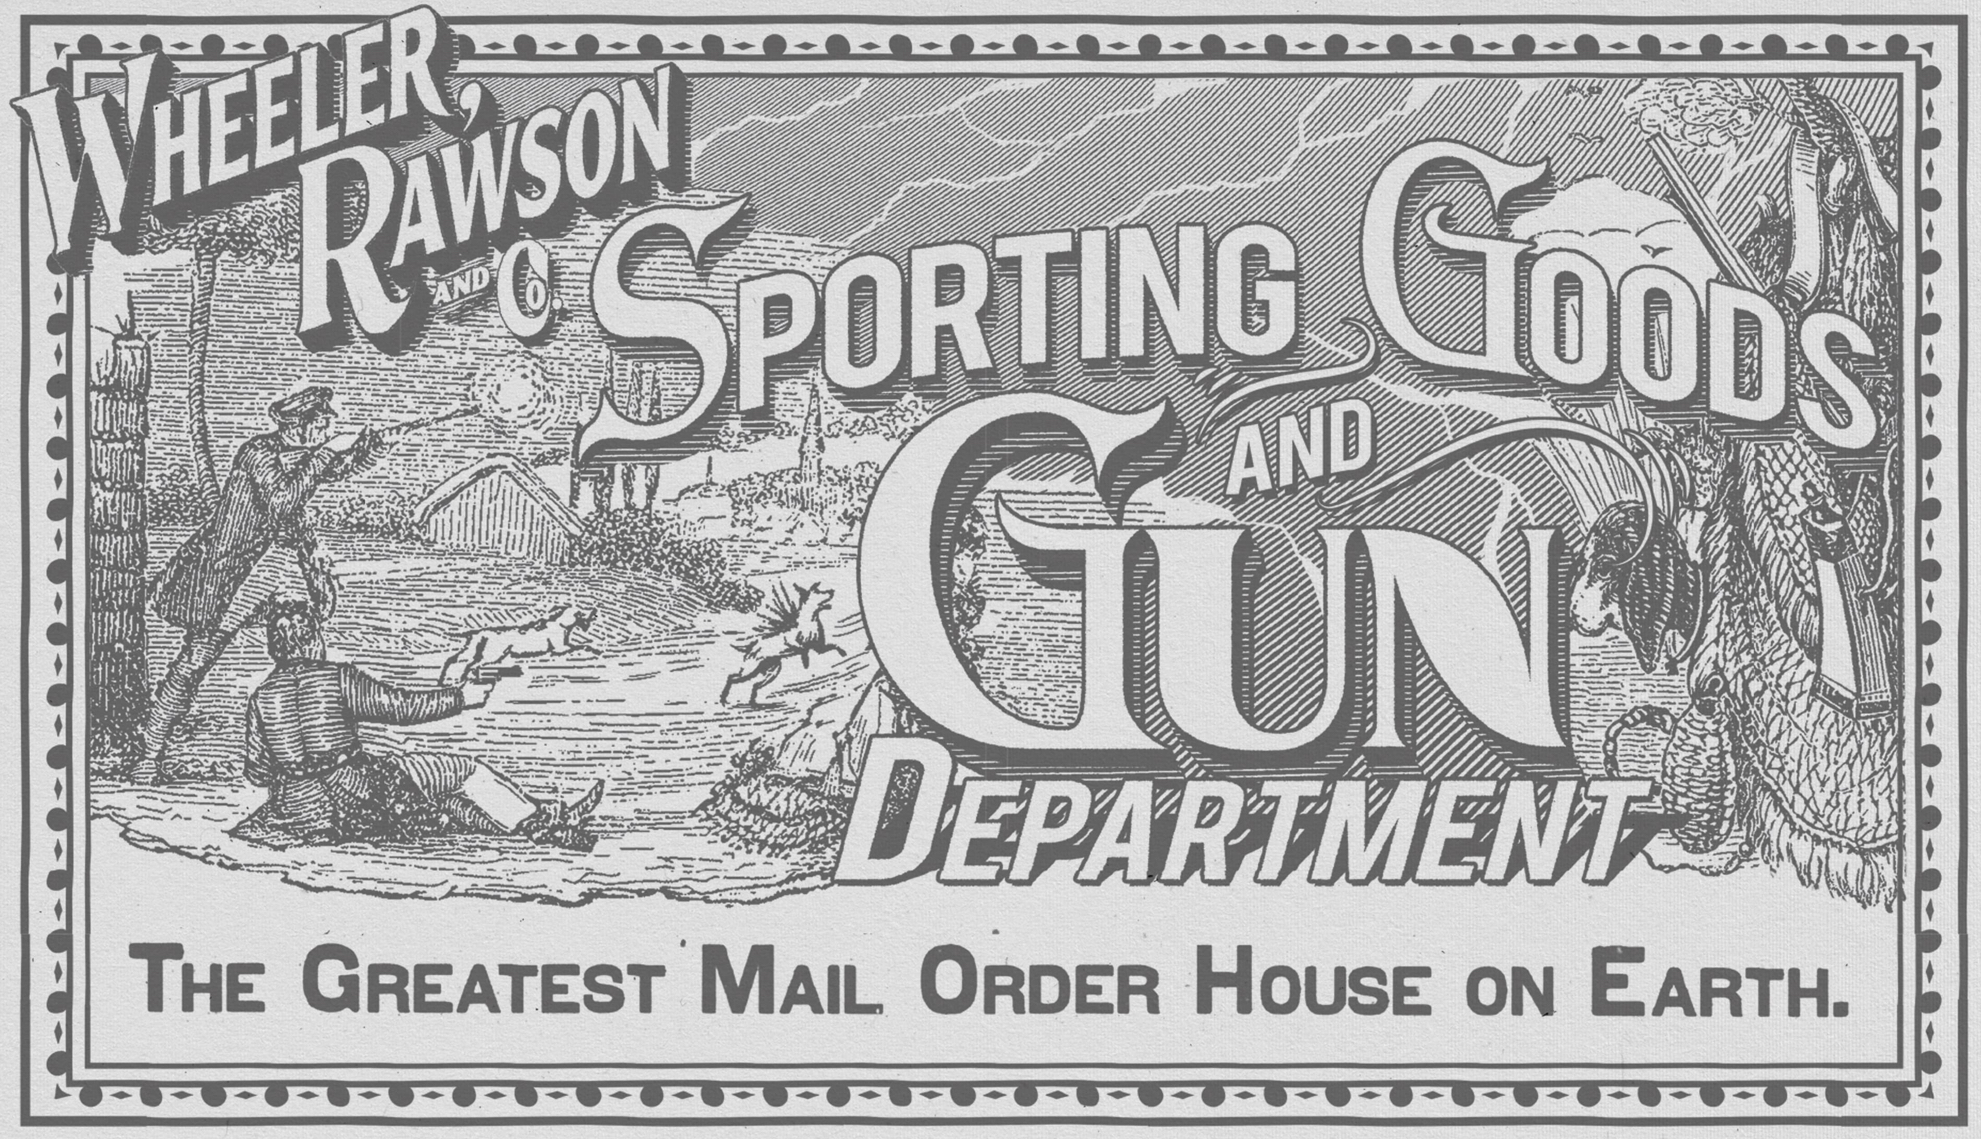 Wheeler,
Rawson
and Co.
Sporting Goods
and
Gun
Department
The Greatest Mail Order House on Earth.